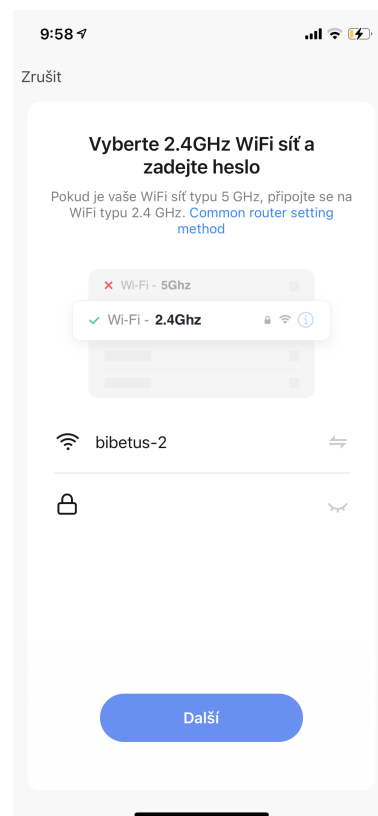 9:58
Zrušit
Vyberte 2.4GHz WiFi síť a
zadejte heslo
Pokud je vaše WiFi síť typu 5 GHz, připojte se na
WiFi typu 2.4 GHz. Common router setting
method
Wi-Fi - 5Ghz
Wi-Fi - 2.4Ghz
bibetus-2
Další